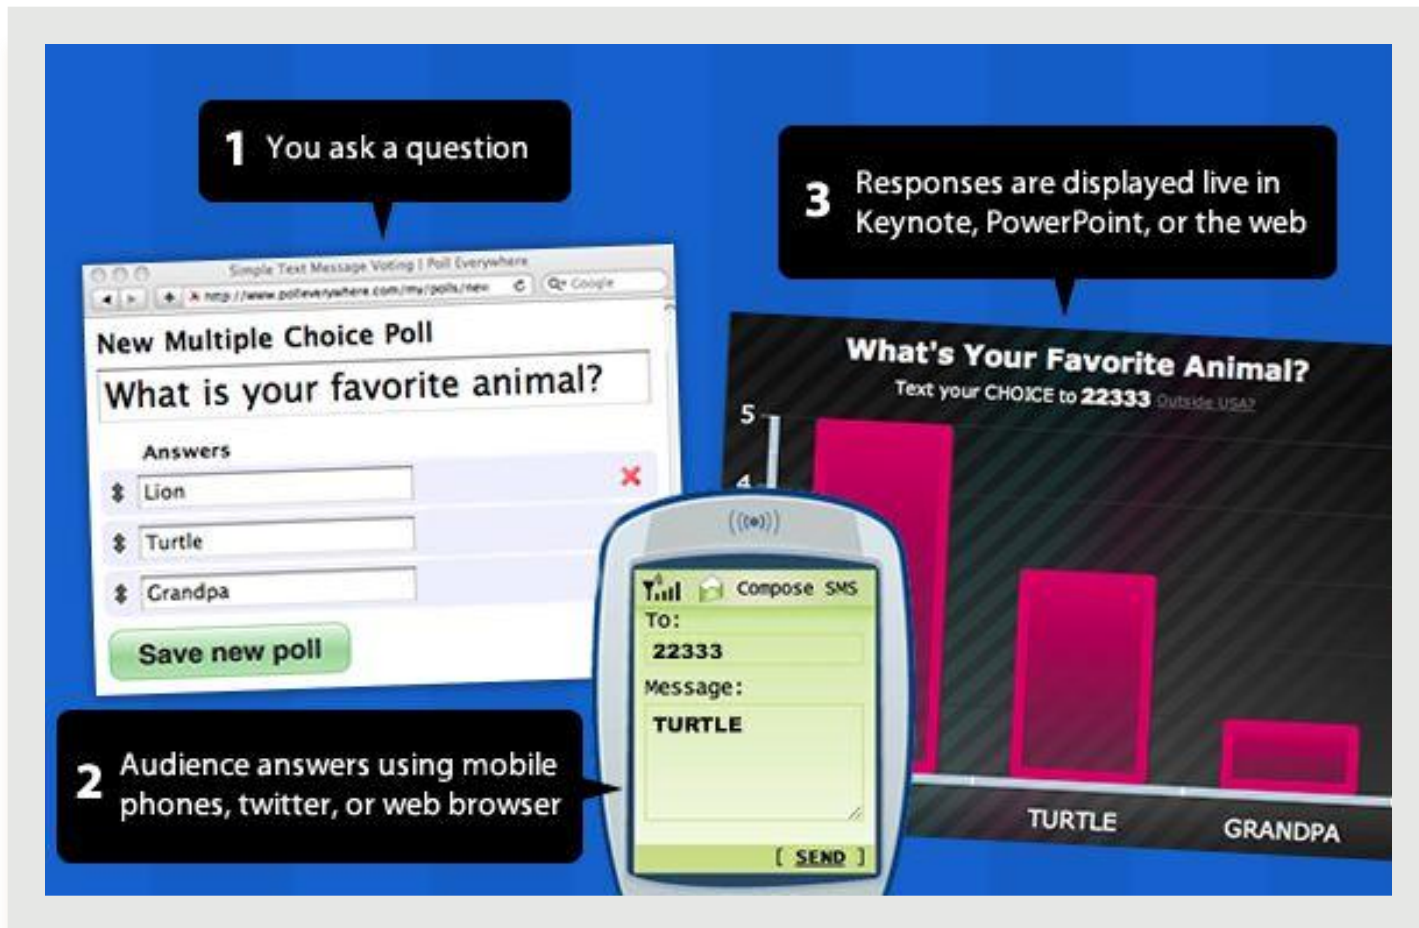 1 You ask a question
Simple Text Message Voting | Poll Everywhere
http://www.polleverywhere.com/my/polls/new
Google
New Multiple Choice Poll
What is your favorite animal?
Answers
Lion
Turtle
Grandpa
Save new poll
2 Audience answers using mobile
phones, twitter, or web browser
Compose SMS
To:
22333
Message:
TURTLE
[ SEND ]
3 Responses are displayed live in
Keynote, PowerPoint, or the web
What's Your Favorite Animal?
Text your CHOICE to 22333 Outside USA?
5
4
TURTLE
GRANDPA